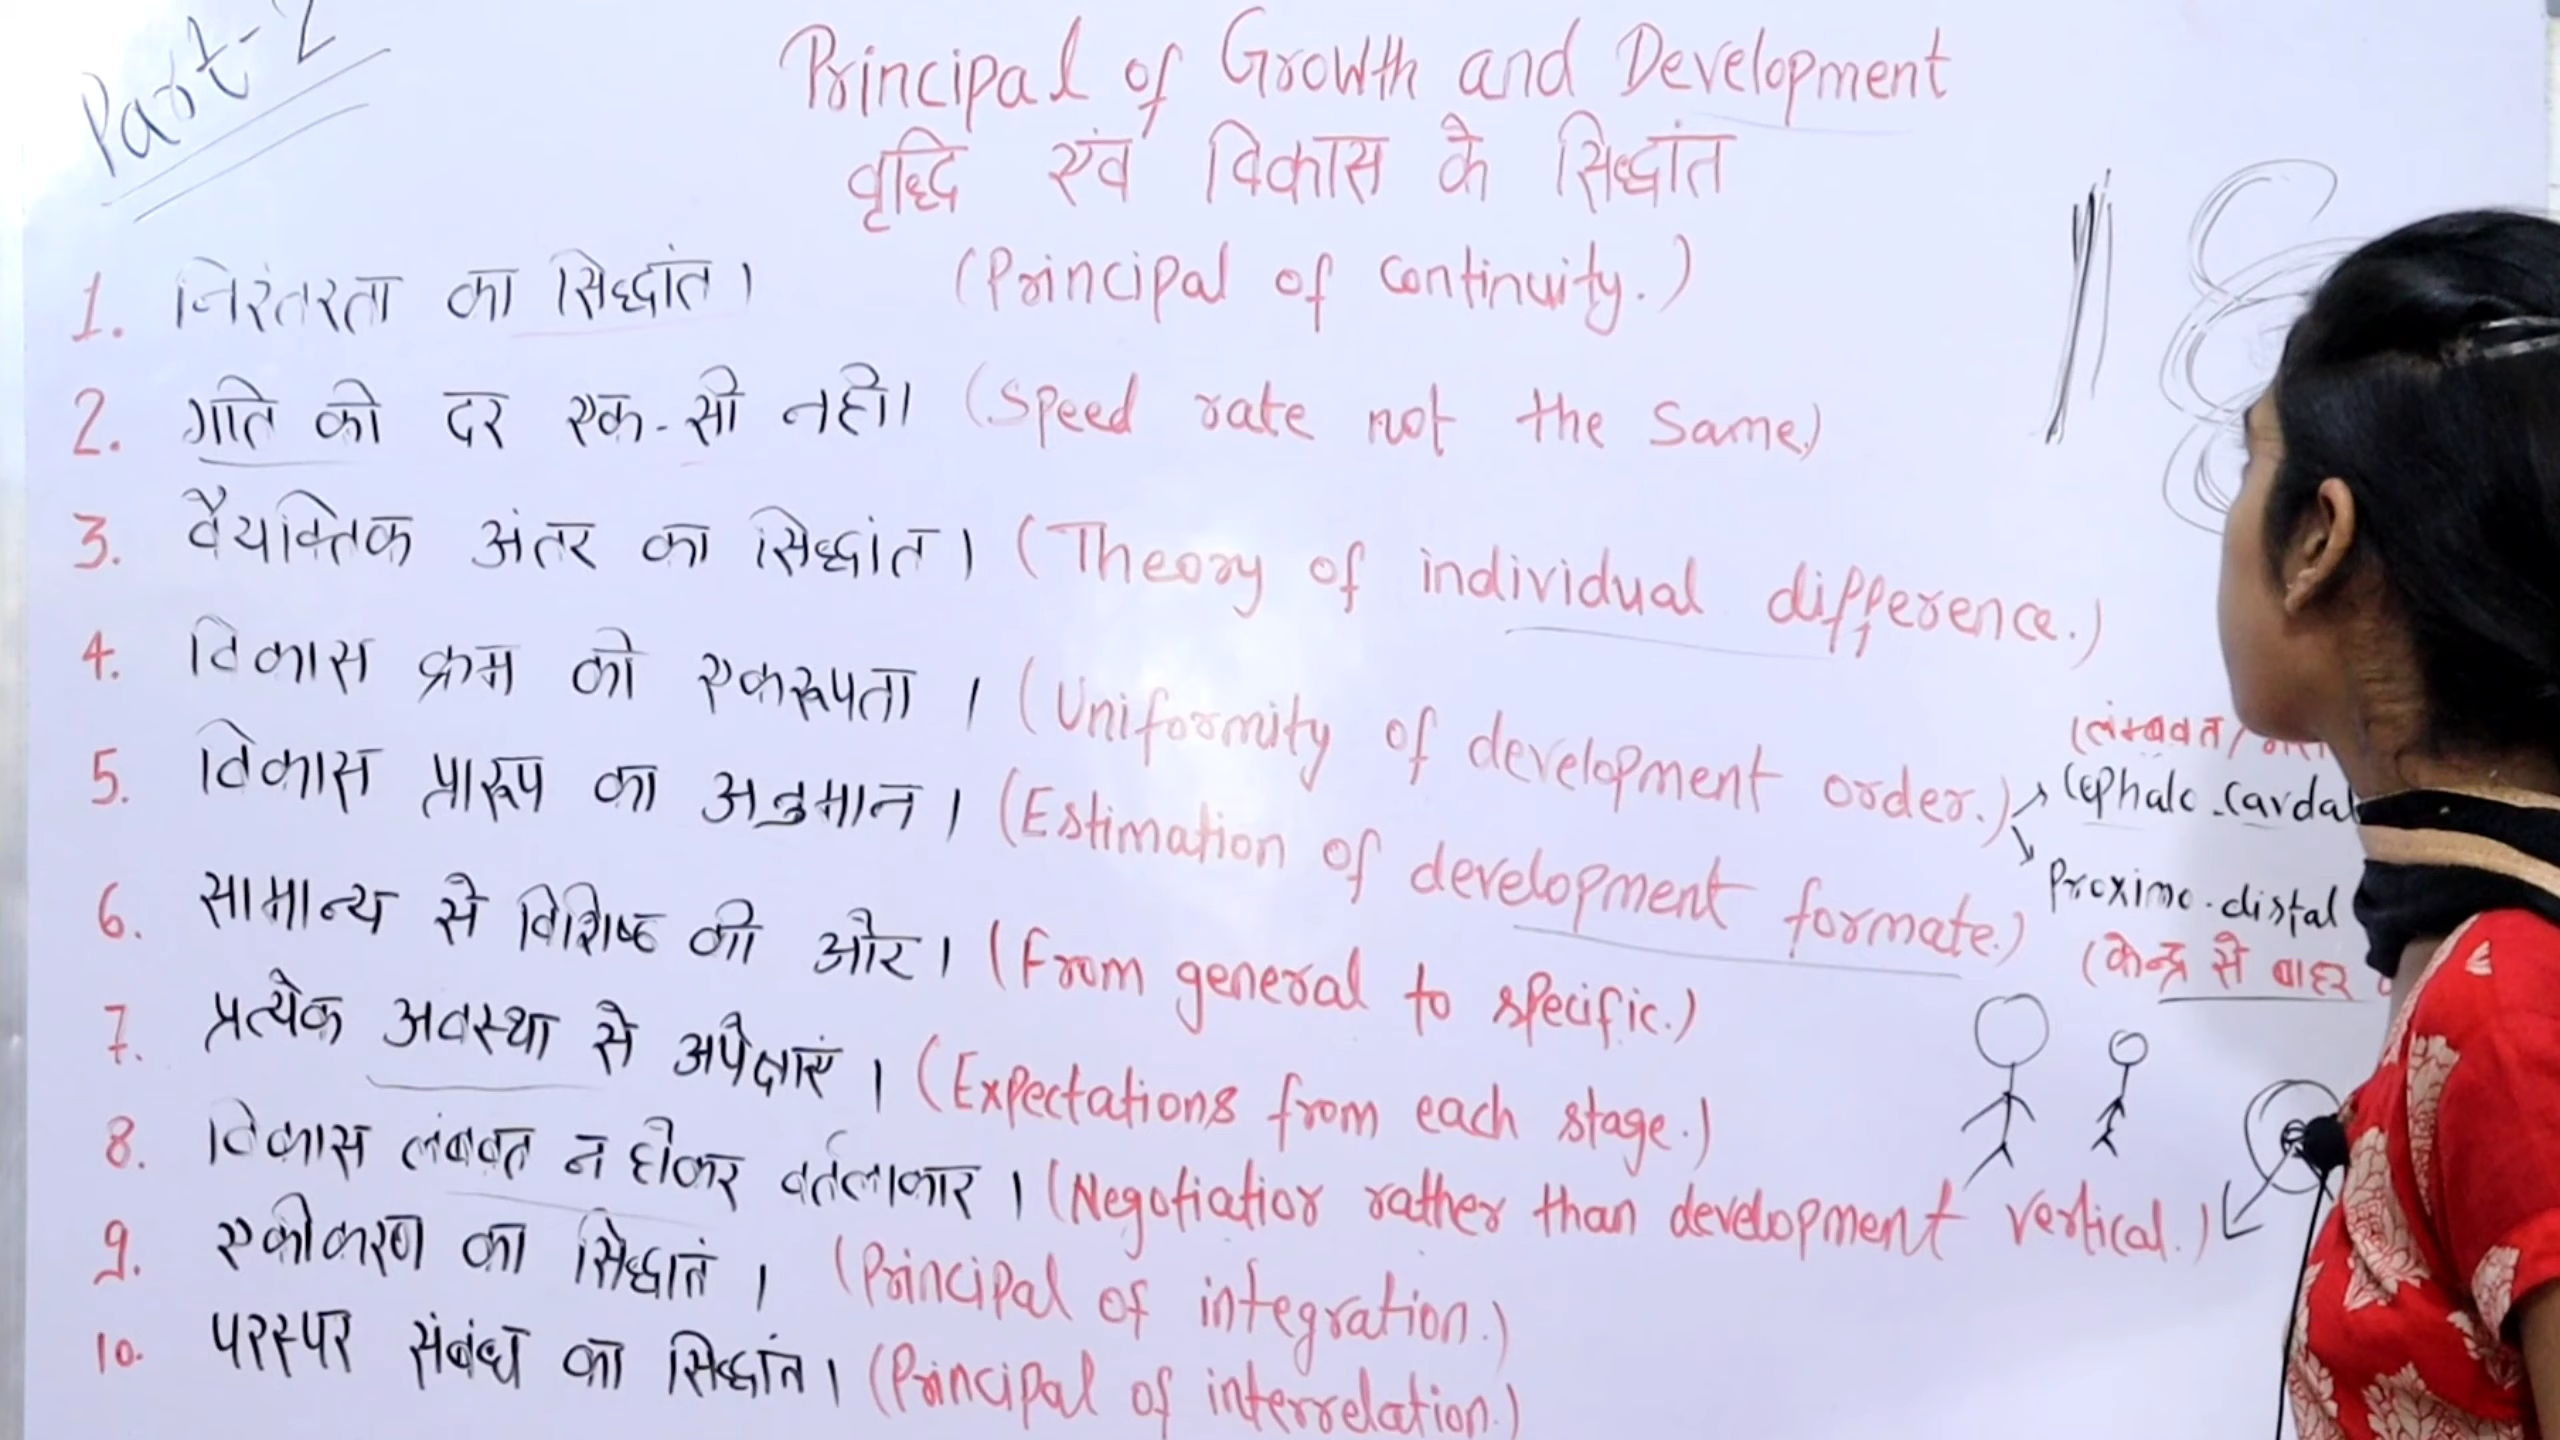 Part-2
Principal of Growth and Development
वृद्धि एंव विकास के सिद्धांत
1. निरंतरता का सिद्धांत। (Principal of continuity.)
2. गति की दर एक-सी नही। (Speed rate not the same.)
3. वैयक्तिक अंतर का सिद्धांत। (Theory of individual difference.)
4. विकास क्रम की एकरूपता । (Uniformity of development order.)
(लंम्बवत/
Cephalo-Cavdal
Proximo-distal
(केन्द्र से बाहर
5. विकास प्रारूप का अनुमान। (Estimation of development formate.)
6. सामान्य से विशिष्ट की ओर। (From general to specific.)
7. प्रत्येक अवस्था से अपेक्षाएं । (Expectations from each stage.)
8. विकास लंबवत न होकर वर्तलाकार । (Negotiatior rather than development vertical.)
9. एकीकरण का सिद्धातं । (Principal of integration.)
10. परस्पर संबंध का सिद्धांत। (Principal of interrelation.)